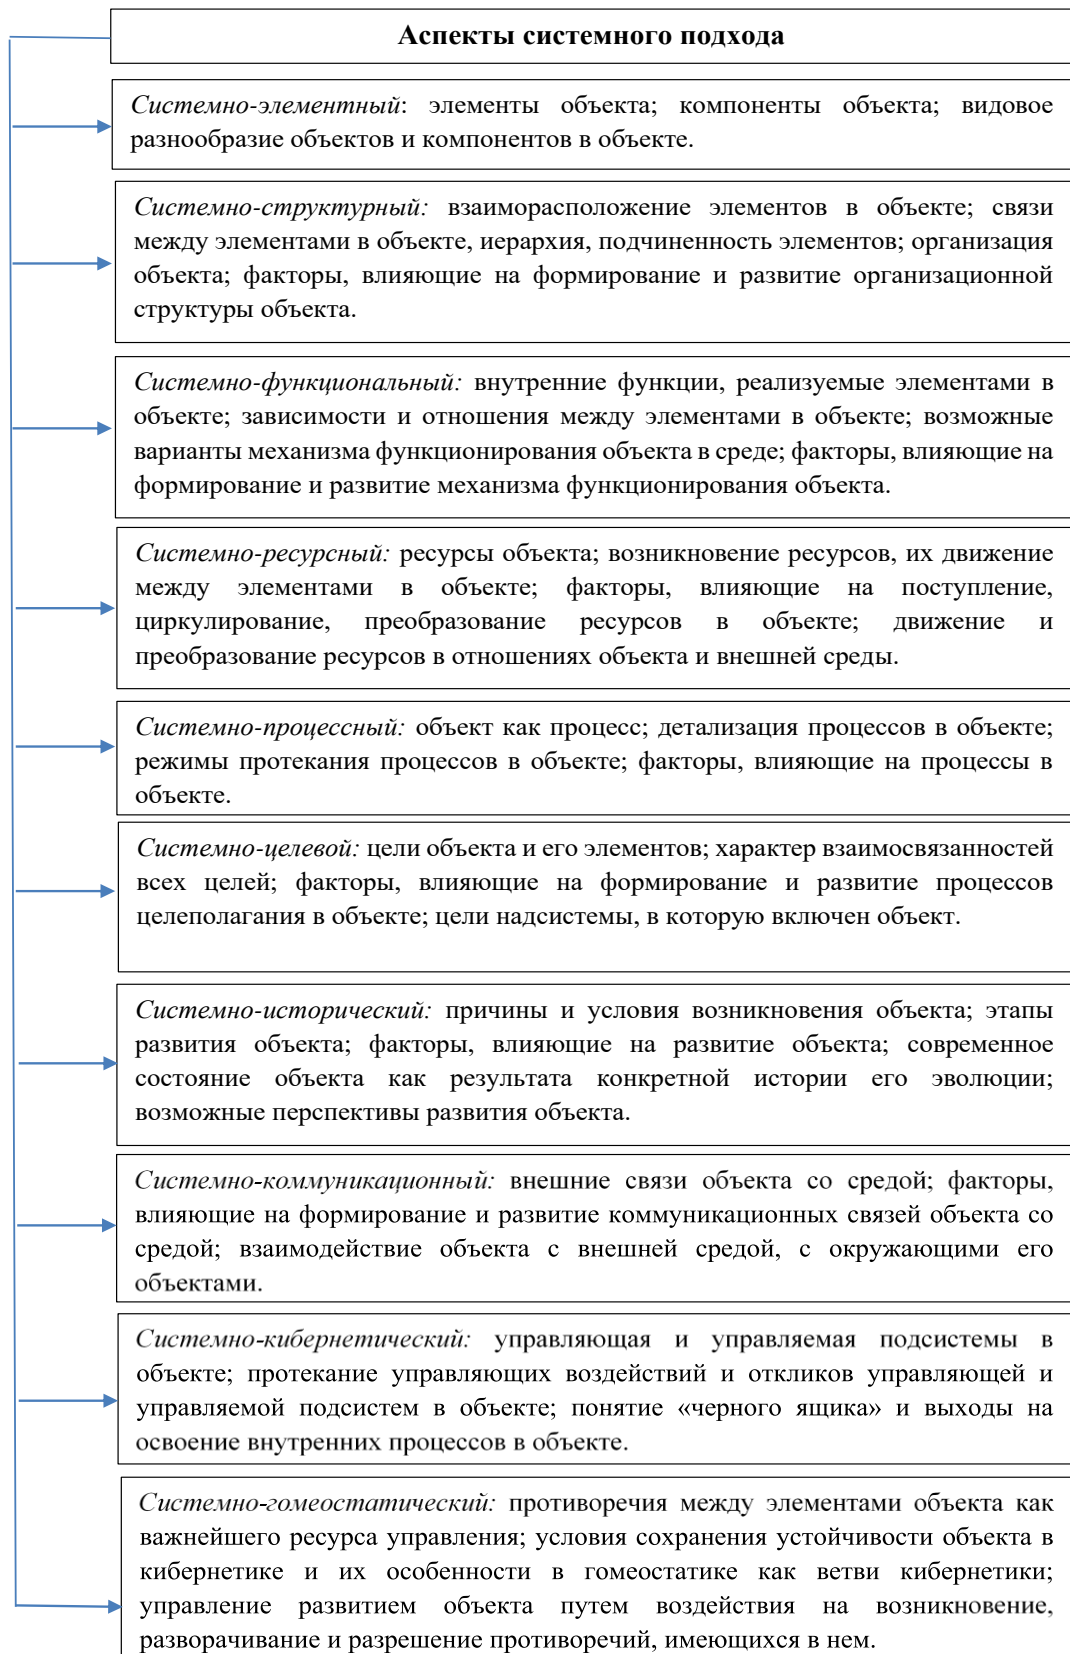 Аспекты системного подхода
Системно-элементный: элементы объекта; компоненты объекта; видовое
разнообразие объектов и компонентов в объекте.
Системно-структурный: взаиморасположение элементов в объекте; связи
между элементами в объекте, иерархия, подчиненность элементов; организация
объекта; факторы, влияющие на формирование и развитие организационной
структуры объекта.
Системно-функциональный: внутренние функции, реализуемые элементами в
объекте; зависимости и отношения между элементами в объекте; возможные
варианты механизма функционирования объекта в среде; факторы, влияющие на
формирование и развитие механизма функционирования объекта.
Системно-ресурсный: ресурсы объекта; возникновение ресурсов, их движение
между элементами в объекте; факторы, влияющие на поступление,
циркулирование, преобразование ресурсов в объекте; движение и
преобразование ресурсов в отношениях объекта и внешней среды.
Системно-процессный: объект как процесс; детализация процессов в объекте;
режимы протекания процессов в объекте; факторы, влияющие на процессы в
объекте.
Системно-целевой: цели объекта и его элементов; характер взаимосвязанностей
всех целей; факторы, влияющие на формирование и развитие процессов
целеполагания в объекте; цели надсистемы, в которую включен объект.
Системно-исторический: причины и условия возникновения объекта; этапы
развития объекта; факторы, влияющие на развитие объекта; современное
состояние объекта как результата конкретной истории его эволюции;
возможные перспективы развития объекта.
Системно-коммуникационный: внешние связи объекта со средой; факторы,
влияющие на формирование и развитие коммуникационных связей объекта со
средой; взаимодействие объекта с внешней средой, с окружающими его
объектами.
Системно-кибернетический: управляющая и управляемая подсистемы в
объекте; протекание управляющих воздействий и откликов управляющей и
управляемой подсистем в объекте; понятие «черного ящика» и выходы на
освоение внутренних процессов в объекте.
Системно-гомеостатический: противоречия между элементами объекта как
важнейшего ресурса управления; условия сохранения устойчивости объекта в
кибернетике и их особенности в гомеостатике как ветви кибернетики;
управление развитием объекта путем воздействия на возникновение,
разворачивание и разрешение противоречий, имеющихся в нем.